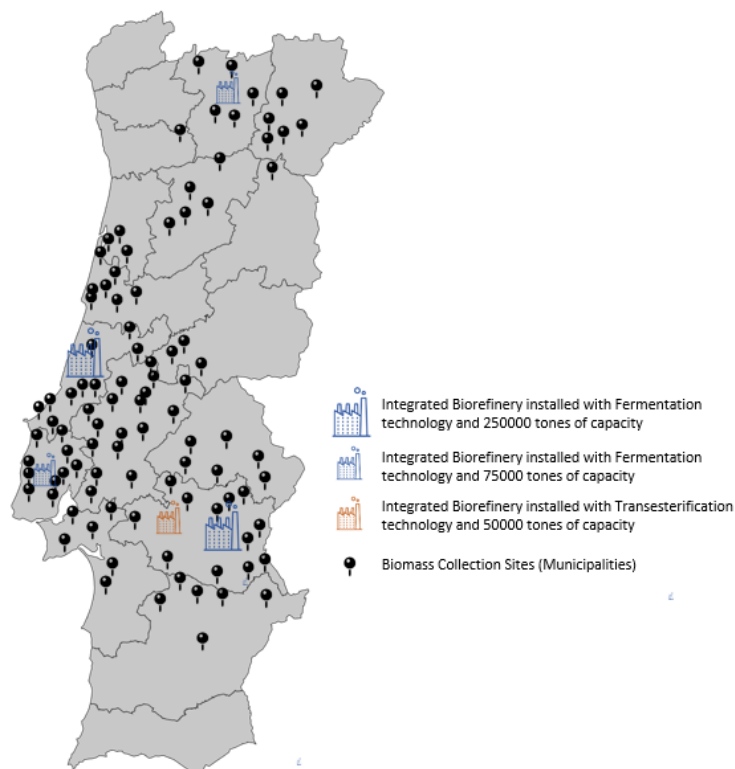 Integrated Biorefinery installed with Fermentation
technology and 250000 tones of capacity
Integrated Biorefinery installed with Fermentation
technology and 75000 tones of capacity
Integrated Biorefinery installed with Transesterification
technology and 50000 tones of capacity
Biomass Collection Sites (Municipalities)